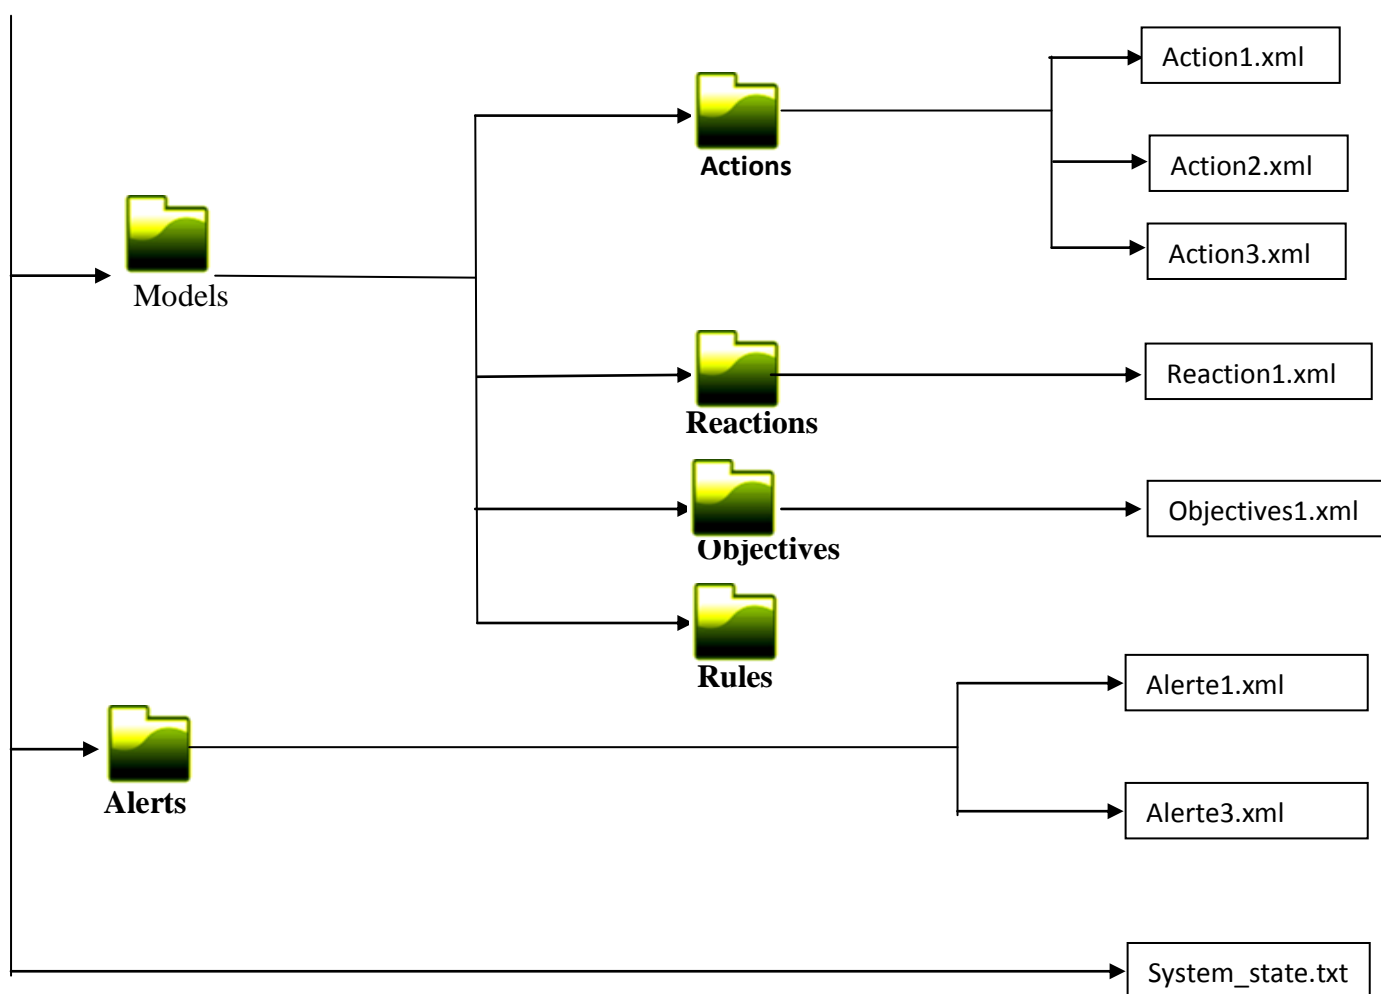 Action1.xml
Actions
Action2.xml
Action3.xml
Models
Reaction1.xml
Reactions
Objectives1.xml
Objectives
Rules
Alerte1.xml
Alerts
Alerte3.xml
System_state.txt